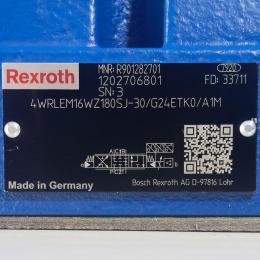 Rexroth
MNR: R901282701
7920
1202706801
FD: 33711
SN: 3
4WRLEM16WZ180SJ-30/G24ETK0/A1M
Made in Germany
Bosch Rexroth AG D-97816 Lohr